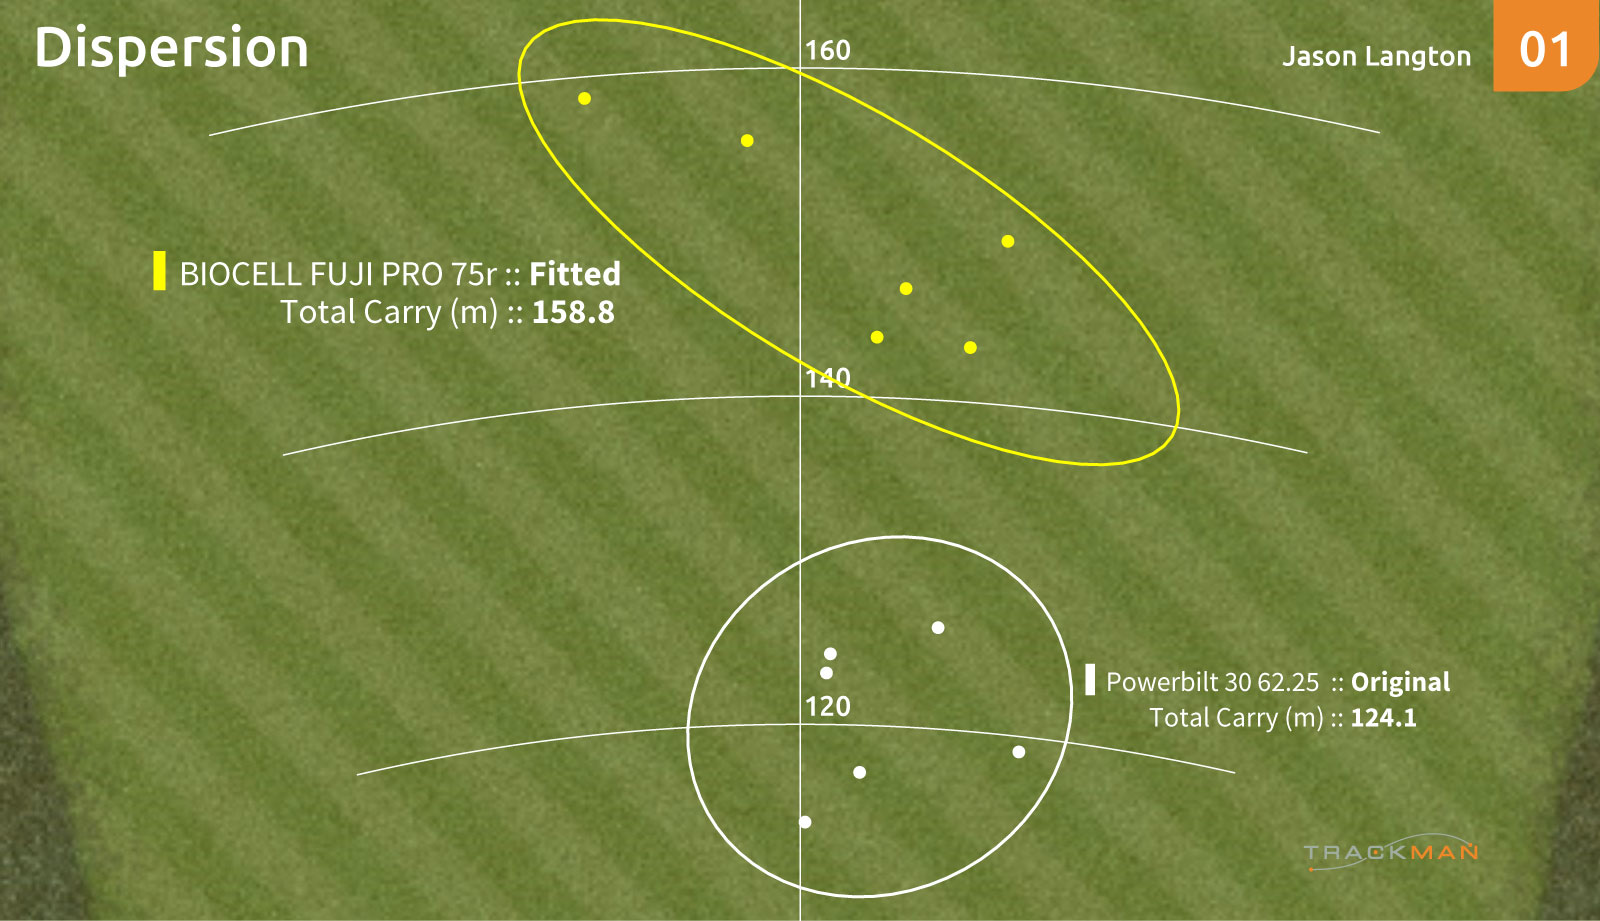 Dispersion
Jason Langton
01
160
BIOCELL FUJI PRO 75r :: Fitted
Total Carry (m) :: 158.8
140
Powerbilt 30 62.25 :: Original
Total Carry (m) :: 124.1
120
TRACKMAN